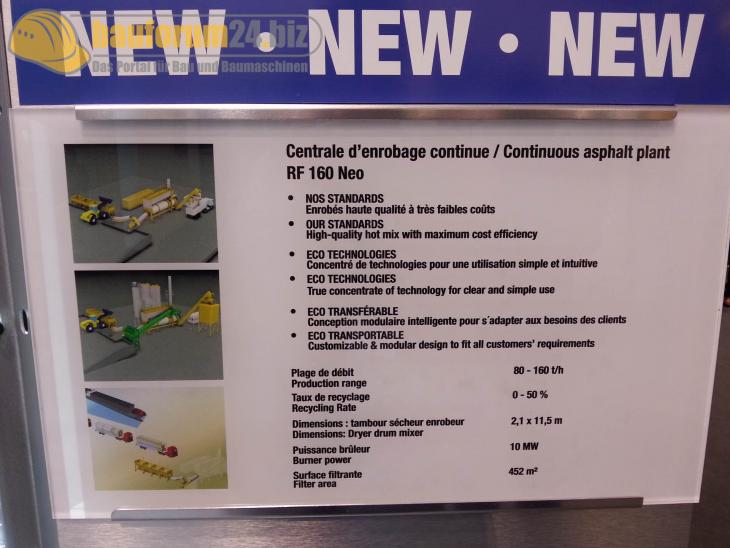 NEW • NEW • NEW
bauforum24.biz
Das Portal für Bau und Baumaschinen
Centrale d'enrobage continue / Continuous asphalt plant
RF 160 Neo
• NOS STANDARDS
Enrobés haute qualité à très faibles coûts
• OUR STANDARDS
High-quality hot mix with maximum cost efficiency
• ECO TECHNOLOGIES
Concentré de technologies pour une utilisation simple et intuitive
• ECO TECHNOLOGIES
True concentrate of technology for clear and simple use
• ECO TRANSFÉRABLE
Conception modulaire intelligente pour s´adapter aux besoins des clients
• ECO TRANSPORTABLE
Customizable & modular design to fit all customers' requirements
Plage de débit 80 - 160 t/h
Production range
Taux de recyclage 0 - 50 %
Recycling Rate
Dimensions : tambour sécheur enrobeur 2,1 x 11,5 m
Dimensions: Dryer drum mixer
Puissance brûleur 10 MW
Burner power
Surface filtrante 452 m²
Filter area